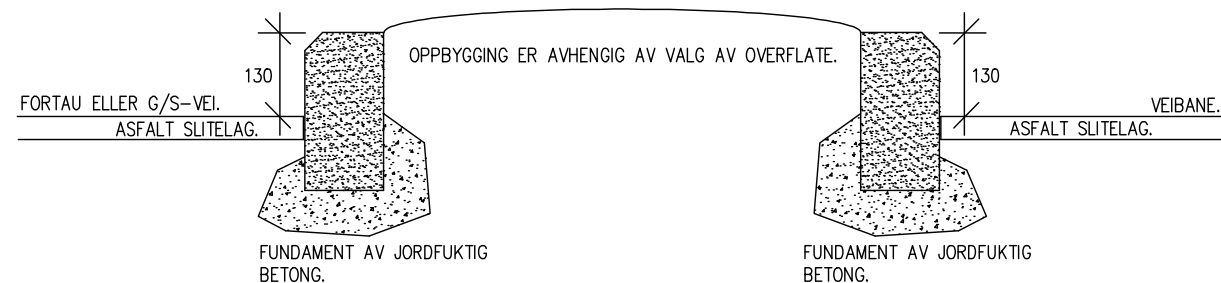 OPPBYGGING ER AVHENGIG AV VALG AV OVERFLATE.
130
130
FORTAU ELLER G/S-VEI.
VEIBANE.
ASFALT SLITELAG.
ASFALT SLITELAG.
FUNDAMENT AV JORDFUKTIG
BETONG.
FUNDAMENT AV JORDFUKTIG
BETONG.